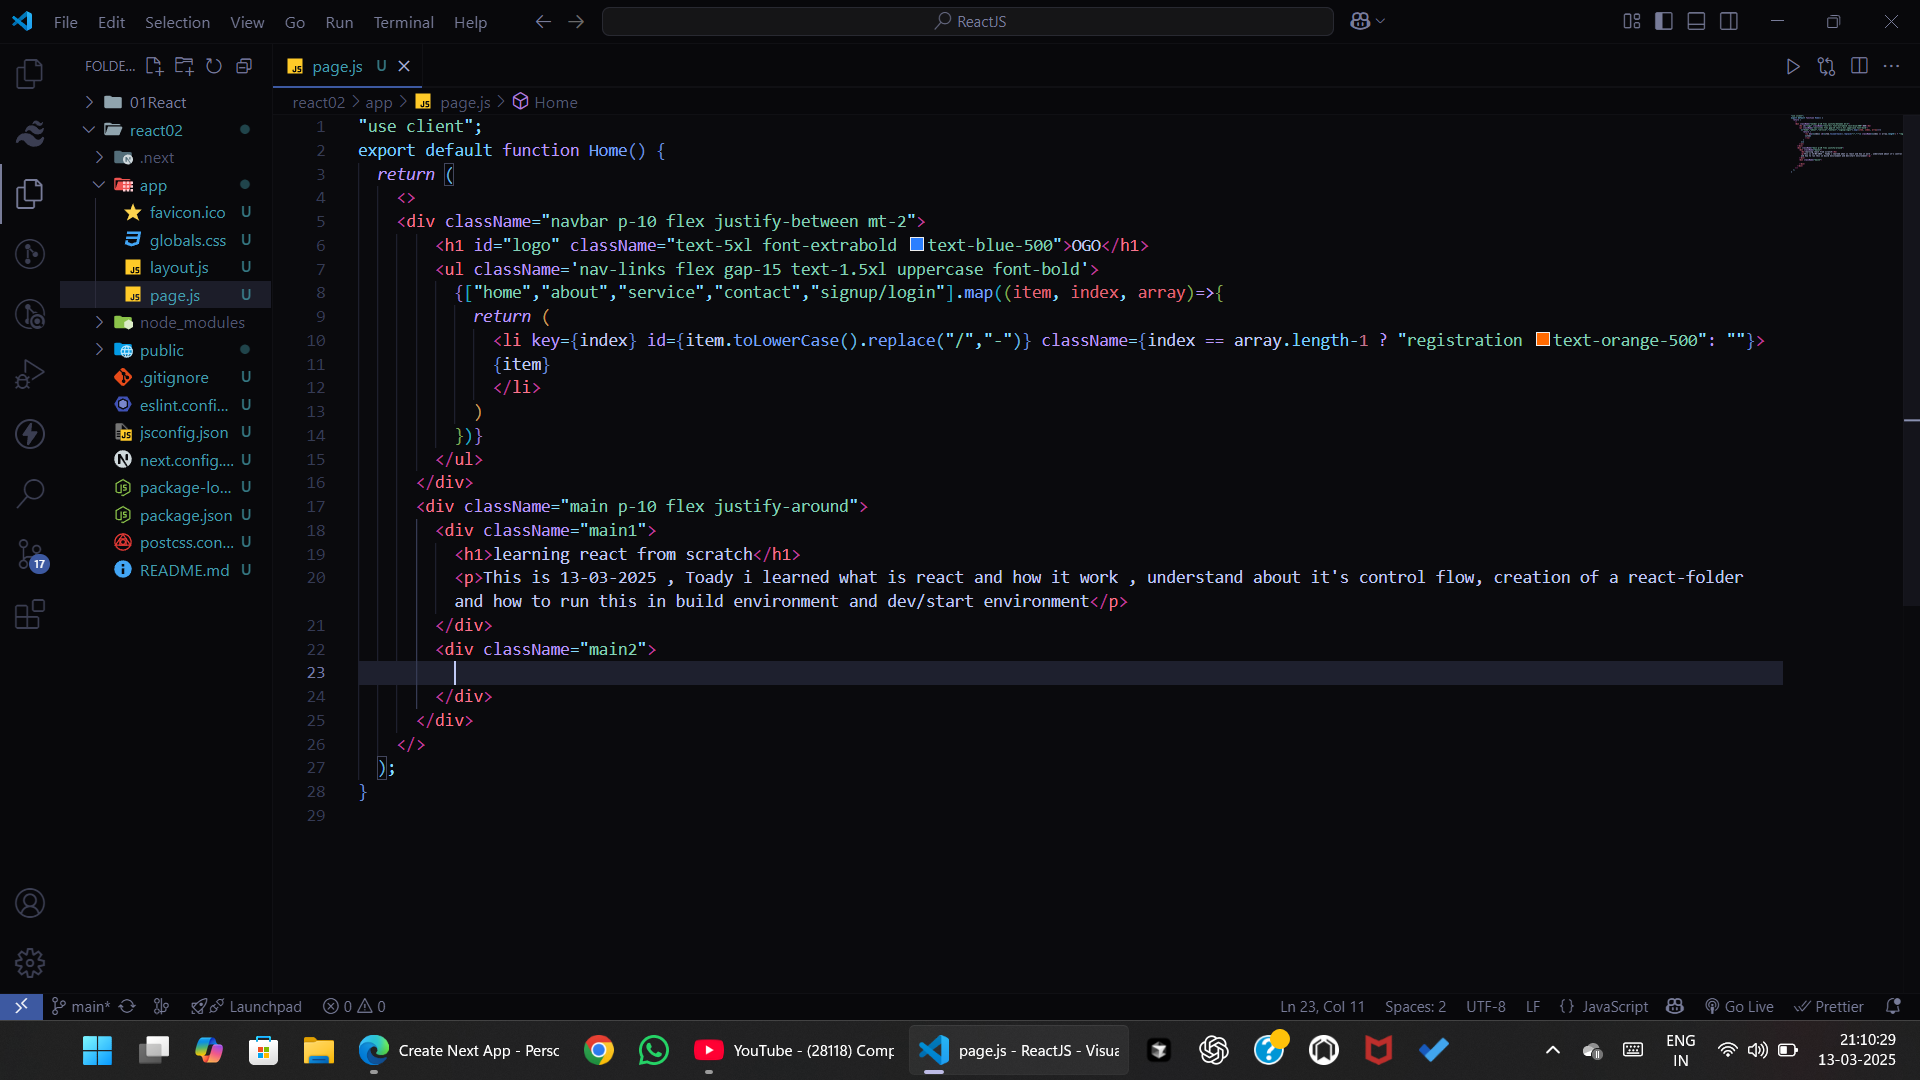 File Edit Selection View Go Run Terminal Help
ReactJS
FOLDE...
page.js U
01React
react02
.next
app
favicon.ico U
globals.css U
layout.js U
page.js U
node_modules
public
.gitignore U
eslint.confi... U
jsconfig.json U
next.config.... U
package-lo... U
package.json U
postcss.con... U
README.md U
17
react02 > app > JS page.js > Home
1 "use client";
2 export default function Home() {
3 return (
4 <>
5 <div className="navbar p-10 flex justify-between mt-2">
6 <h1 id="logo" className="text-5xl font-extrabold text-blue-500">OGO</h1>
7 <ul className='nav-links flex gap-15 text-1.5xl uppercase font-bold'>
8 {["home","about","service","contact","signup/login"].map((item, index, array)=>{
9 return (
10 <li key={index} id={item.toLowerCase().replace("/","-")} className={index == array.length-1 ? "registration text-orange-500": ""}>
11 {item}
12 </li>
13 )
14 })}
15 </ul>
16 </div>
17 <div className="main p-10 flex justify-around">
18 <div className="main1">
19 <h1>learning react from scratch</h1>
20 <p>This is 13-03-2025 , Toady i learned what is react and how it work , understand about it's control flow, creation of a react-folder
and how to run this in build environment and dev/start environment</p>
21 </div>
22 <div className="main2">
23
24 </div>
25 </div>
26 </>
27 );
28 }
29
main* Launchpad 0 0
Ln 23, Col 11 Spaces: 2 UTF-8 LF {} JavaScript Go Live Prettier
Create Next App - Persc
YouTube - (28118) Comp
page.js - ReactJS - Visua
ENG
IN
21:10:29
13-03-2025